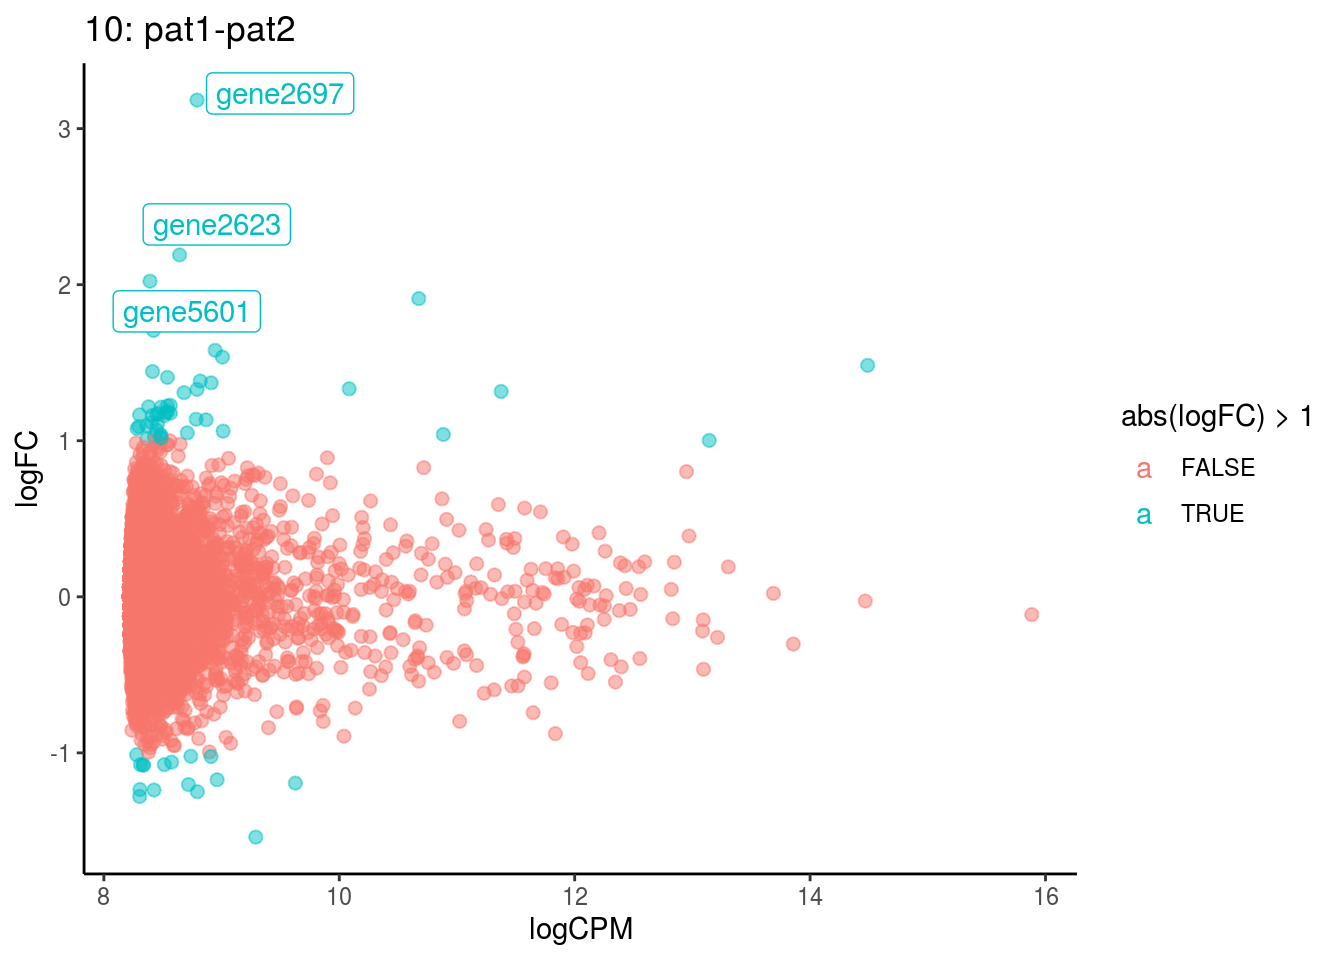 10: pat1-pat2
gene2697
3
gene2623
2
gene5601
1
logFC
0
-1
8
10
12
14
16
logCPM
abs(logFC) > 1
a FALSE
a TRUE